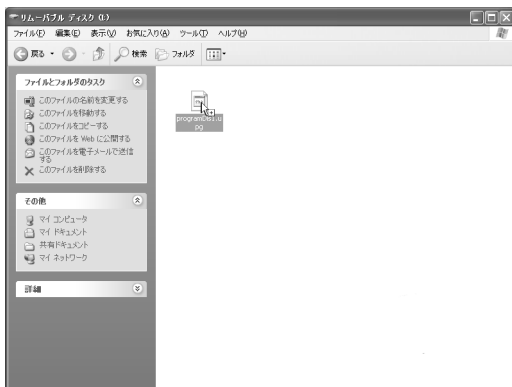 リムーバブル ディスク (I:)
ファイル(F) 編集(E) 表示(V) お気に入り(A) ツール(T) ヘルプ(H)
戻る 検索 フォルダ
ファイルとフォルダのタスク
このファイルの名前を変更する
このファイルを移動する
このファイルをコピーする
このファイルを Web に公開する
このファイルを電子メールで送信
する
このファイルを削除する
その他
マイ コンピュータ
マイ ドキュメント
共有ドキュメント
マイ ネットワーク
詳細
pg